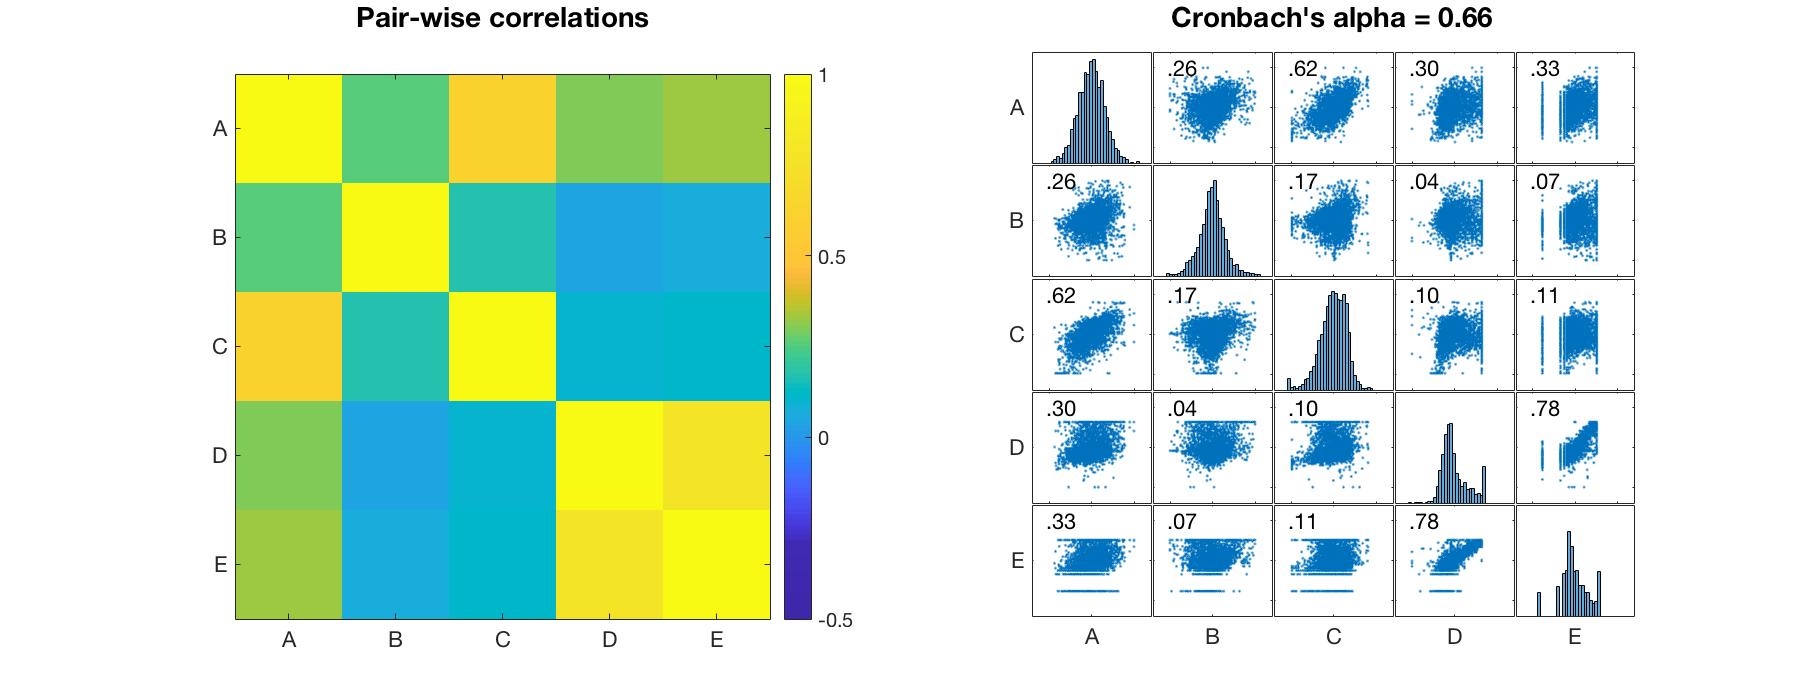 Pair-wise correlations
A
B
C
D
E
A B C D E
1
0.5
0
-0.5
Cronbach's alpha = 0.66
A .26 .62 .30 .33
B .26 .17 .04 .07
C .62 .17 .10 .11
D .30 .04 .10 .78
E .33 .07 .11 .78
A B C D E